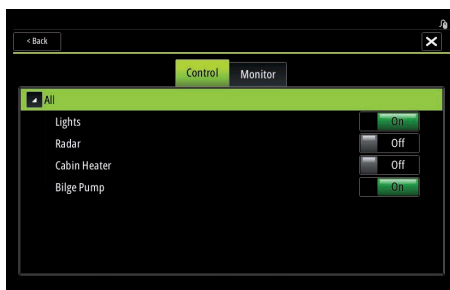 < Back
Control Monitor
All
Lights On
Radar Off
Cabin Heater Off
Bilge Pump On